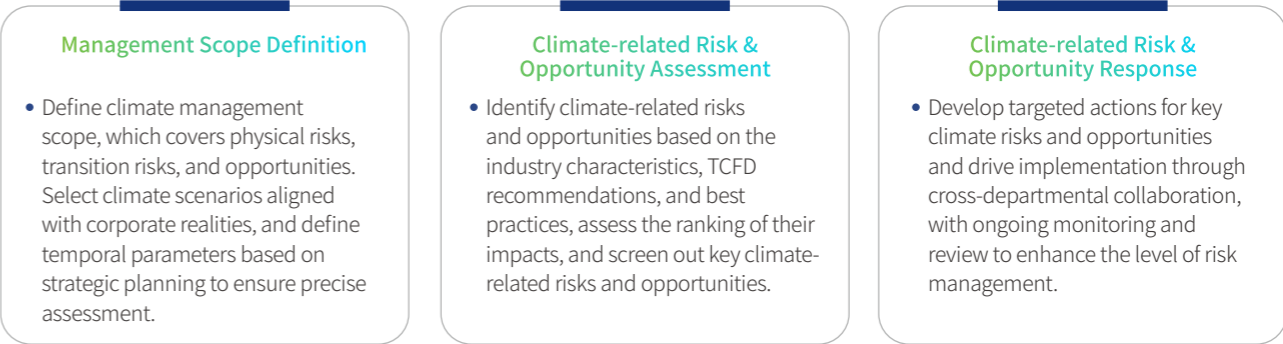 Management Scope Definition
• Define climate management
scope, which covers physical risks,
transition risks, and opportunities.
Select climate scenarios aligned
with corporate realities, and define
temporal parameters based on
strategic planning to ensure precise
assessment.
Climate-related Risk &
Opportunity Assessment
• Identify climate-related risks
and opportunities based on the
industry characteristics, TCFD
recommendations, and best
practices, assess the ranking of their
impacts, and screen out key climate-
related risks and opportunities.
Climate-related Risk &
Opportunity Response
• Develop targeted actions for key
climate risks and opportunities
and drive implementation through
cross-departmental collaboration,
with ongoing monitoring and
review to enhance the level of risk
management.